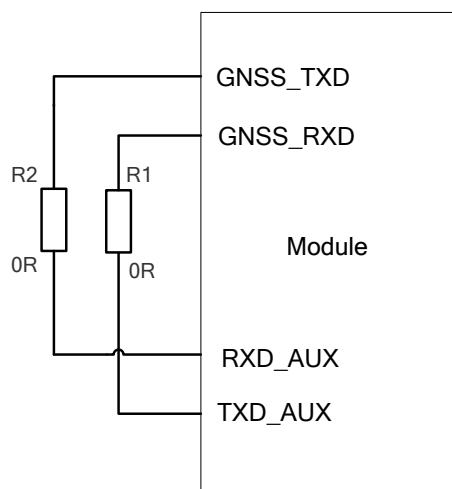 GNSS_TXD
GNSS_RXD
R2
R1
Module
0R
0R
RXD_AUX
TXD_AUX